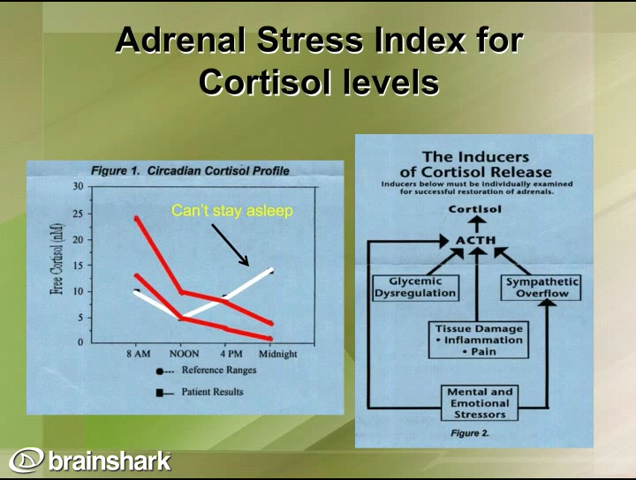 Adrenal Stress Index for
Cortisol levels
Figure 1. Circadian Cortisol Profile
Can't stay asleep
Free Cortisol (nM)
30
25
20
15
10
5
0
8 AM NOON 4 PM Midnight
Reference Ranges
Patient Results
The Inducers
of Cortisol Release
Inducers below must be individually examined
for successful restoration of adrenals.
Cortisol
ACTH
Glycemic
Dysregulation
Sympathetic
Overflow
Tissue Damage
• Inflammation
• Pain
Mental and
Emotional
Stressors
Figure 2.
brainshark